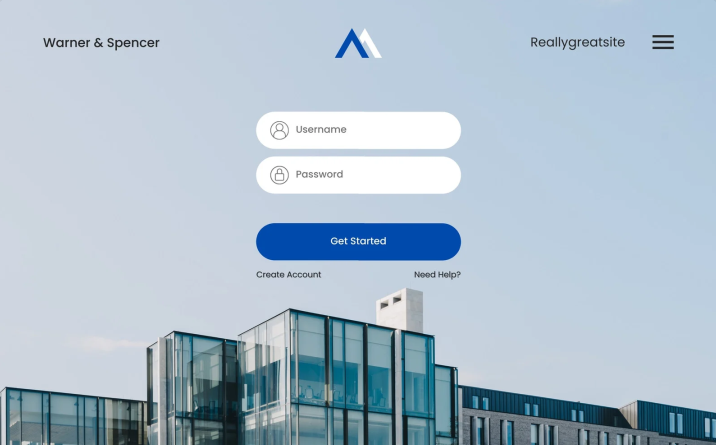 Warner & Spencer
Reallygreatsite
Username
Password
Get Started
Create Account
Need Help?